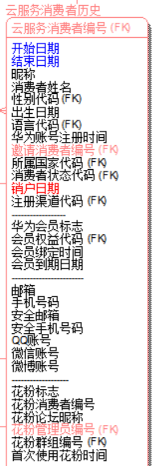 云服务消费者历史
云服务消费者编号 (FK)
开始日期
结束日期
昵称
消费者姓名
性别代码 (FK)
出生日期
语言代码 (FK)
华为账号注册时间
邀请消费者编号 (FK)
所属国家代码 (FK)
消费者状态代码 (FK)
销户日期
注册渠道代码 (FK)
--------------------
华为会员标志
会员权益代码 (FK)
会员绑定时间
会员到期日期
--------------------------
邮箱
手机号码
安全邮箱
安全手机号码
QQ账号
微信账号
微博账号
--------------------
花粉标志
花粉消费者编号
花粉论坛昵称
花粉管理员编号 (FK)
花粉群组编号 (FK)
首次使用花粉时间